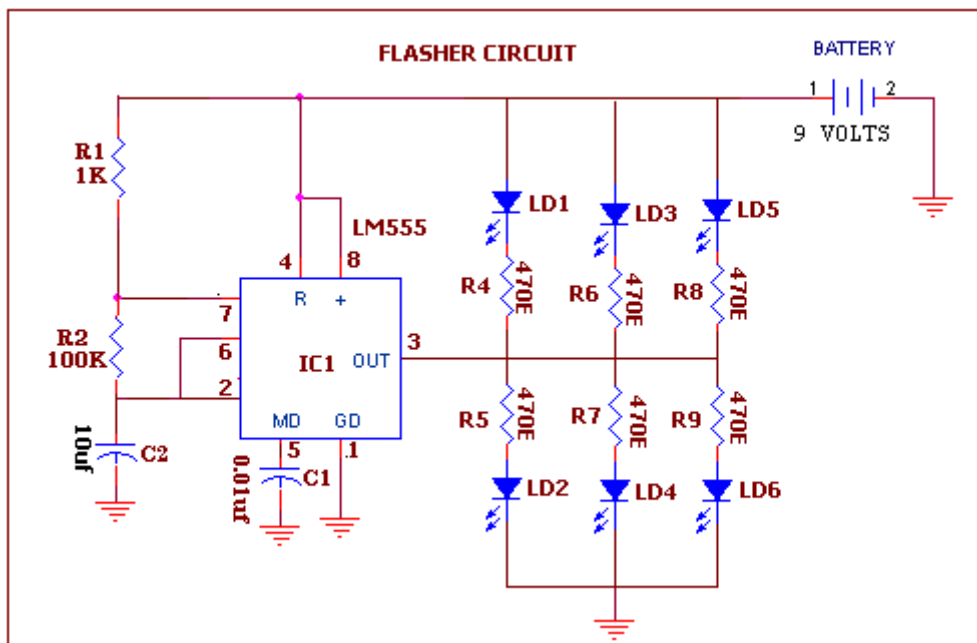 FLASHER CIRCUIT
BATTERY
1 2
9 VOLTS
R1
1K
LM555
4 8
R +
7
R2
100K
6
IC1 OUT 3
2
MD GD
5 1
10uf
C2
0.01uf
C1
LD1
LD3
LD5
R4 470E
R6 470E
R8 470E
R5 470E
R7 470E
R9 470E
LD2
LD4
LD6